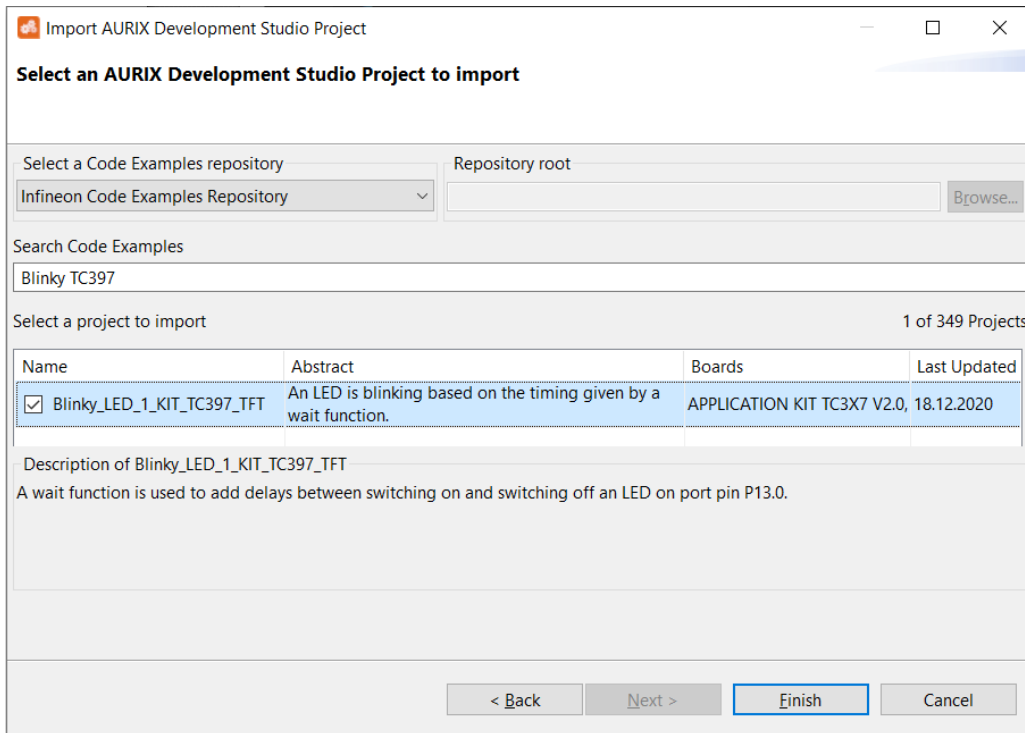 Import AURIX Development Studio Project
Select an AURIX Development Studio Project to import
Select a Code Examples repository
Repository root
Infineon Code Examples Repository
Browse...
Search Code Examples
Blinky TC397
Select a project to import
1 of 349 Projects
Name
Abstract
Boards
Last Updated
Blinky_LED_1_KIT_TC397_TFT
An LED is blinking based on the timing given by a
wait function.
APPLICATION KIT TC3X7 V2.0,
18.12.2020
Description of Blinky_LED_1_KIT_TC397_TFT
A wait function is used to add delays between switching on and switching off an LED on port pin P13.0.
< Back
Next >
Finish
Cancel